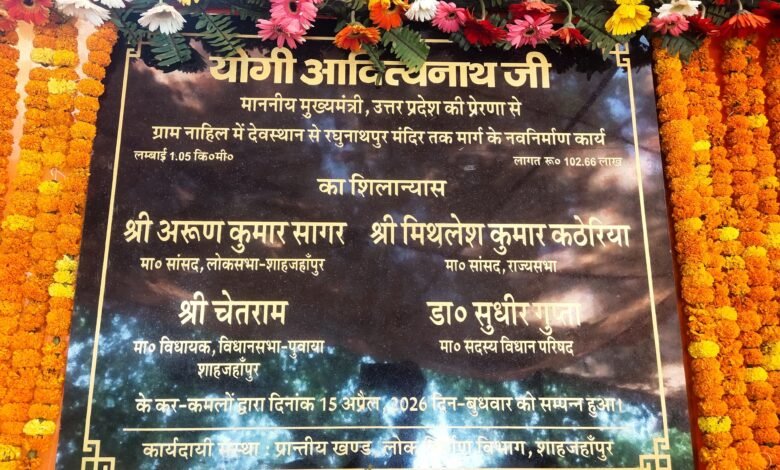 योगी आदित्यनाथ जी
माननीय मुख्यमंत्री, उत्तर प्रदेश की प्रेरणा से
ग्राम नाहिल में देवस्थान से रघुनाथपुर मंदिर तक मार्ग के नवनिर्माण कार्य
लम्बाई 1.05 कि०मी० लागत रू० 102.66 लाख
का शिलान्यास
श्री अरूण कुमार सागर श्री मिथलेश कुमार कठेरिया
मा० सांसद, लोकसभा-शाहजहाँपुर मा० सांसद, राज्यसभा
श्री चेतराम डा० सुधीर गुप्ता
मा० विधायक, विधानसभा-पुवाया मा० सदस्य विधान परिषद
शाहजहाँपुर
के कर-कमलों द्वारा दिनांक 15 अप्रैल, 2026 दिन-बुधवार को सम्पन्न हुआ।
कार्यदायी संस्था : प्रान्तीय खण्ड लोक निर्माण विभाग, शाहजहाँपुर